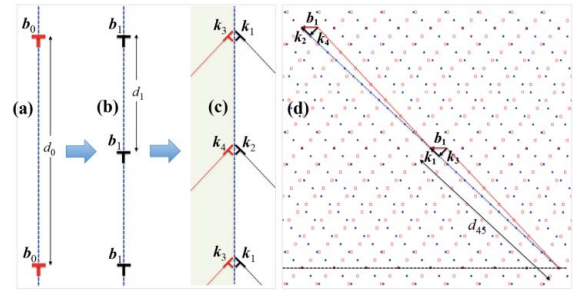 b₀
d₀
b₀
(a)
b₁
d₁
b₁
b₁
(b)
k₃ k₁
k₄ k₂
k₃ k₁
(c)
b₁
k₂ k₄
(d)
b₁
k₁ k₃
d₄₅